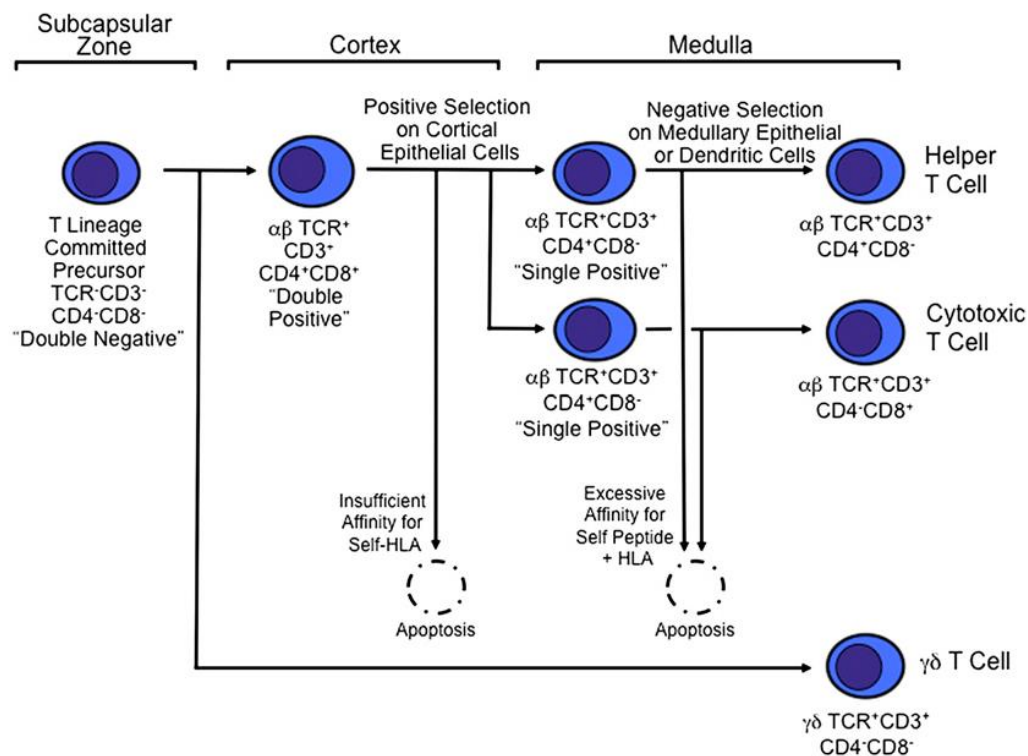 Subcapsular
Zone
Cortex
Medulla
Positive Selection
on Cortical
Epithelial Cells
Negative Selection
on Medullary Epithelial
or Dendritic Cells
Helper
T Cell
T Lineage
Committed
Precursor
TCR⁻CD3⁻
CD4⁻CD8⁻
"Double Negative"
αβ TCR⁺
CD3⁺
CD4⁺CD8⁺
"Double
Positive"
αβ TCR⁺CD3⁺
CD4⁺CD8⁻
"Single Positive"
αβ TCR⁺CD3⁺
CD4⁺CD8⁻
Cytotoxic
T Cell
αβ TCR⁺CD3⁺
CD4⁺CD8⁻
"Single Positive"
αβ TCR⁺CD3⁺
CD4⁻CD8⁺
Insufficient
Affinity for
Self-HLA
Excessive
Affinity for
Self Peptide
+ HLA
Apoptosis
Apoptosis
γδ T Cell
γδ TCR⁺CD3⁺
CD4⁻CD8⁻